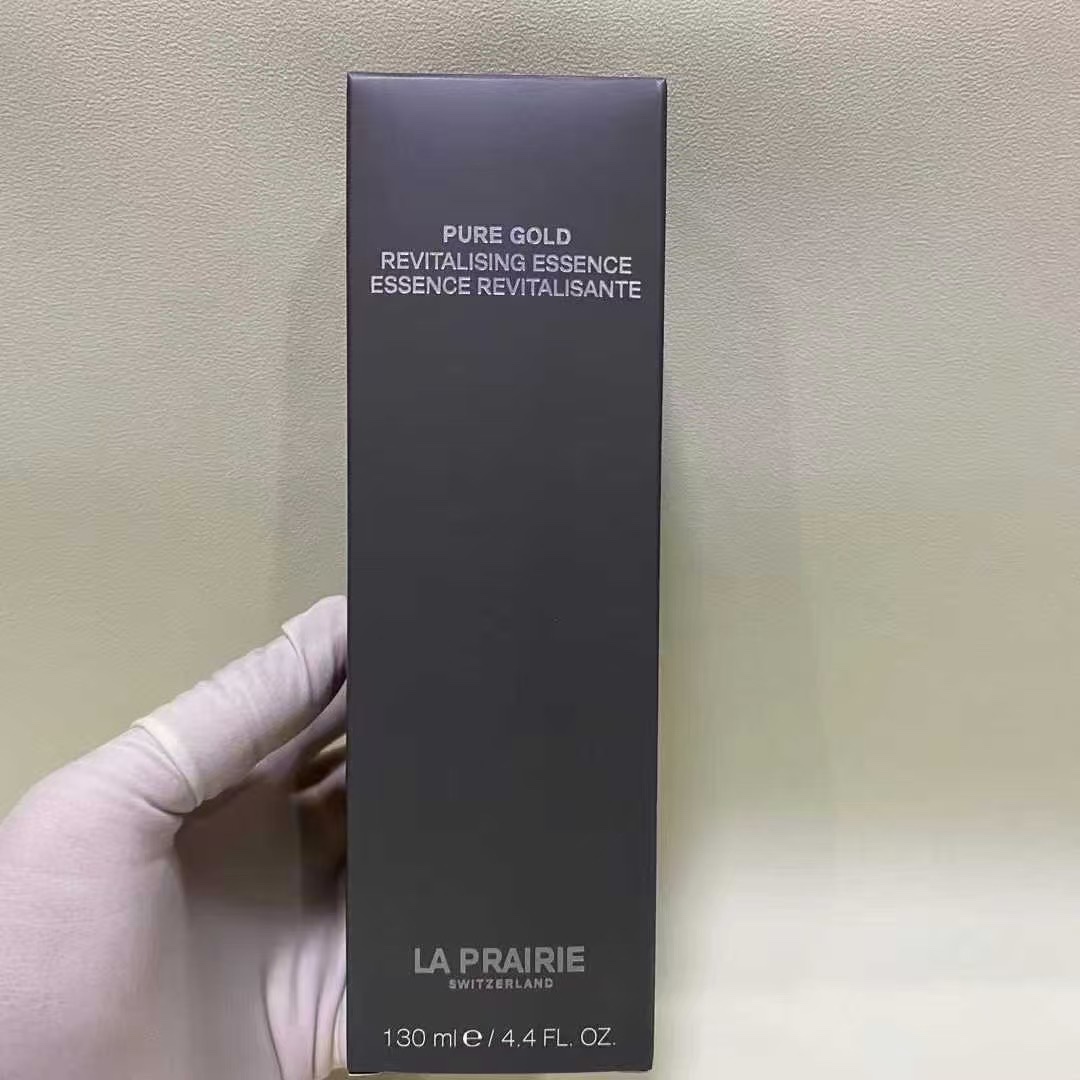 PURE GOLD
REVITALISING ESSENCE
ESSENCE REVITALISANTE
LA PRAIRIE
SWITZERLAND
130 ml ℮ / 4.4 FL. OZ.